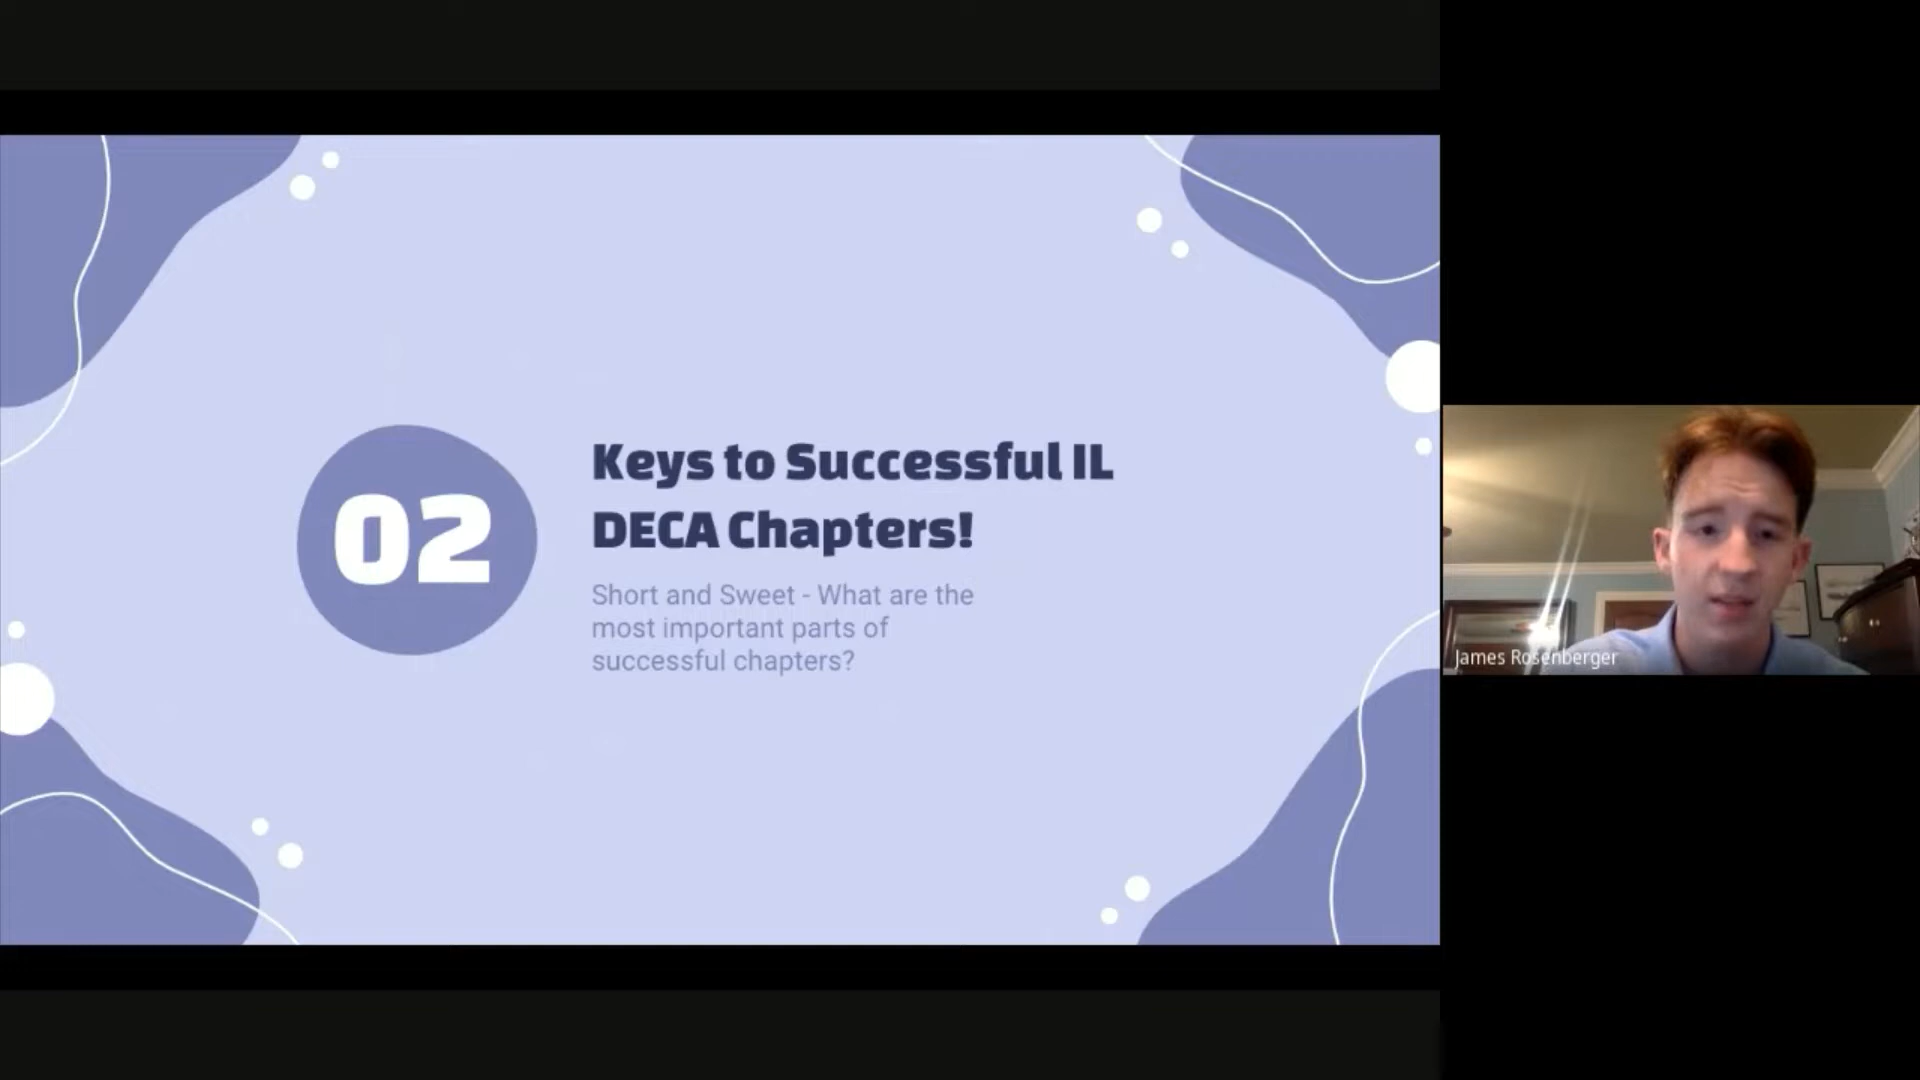 02
Keys to Successful IL
DECA Chapters!
Short and Sweet - What are the
most important parts of
successful chapters?
James Rosenberger